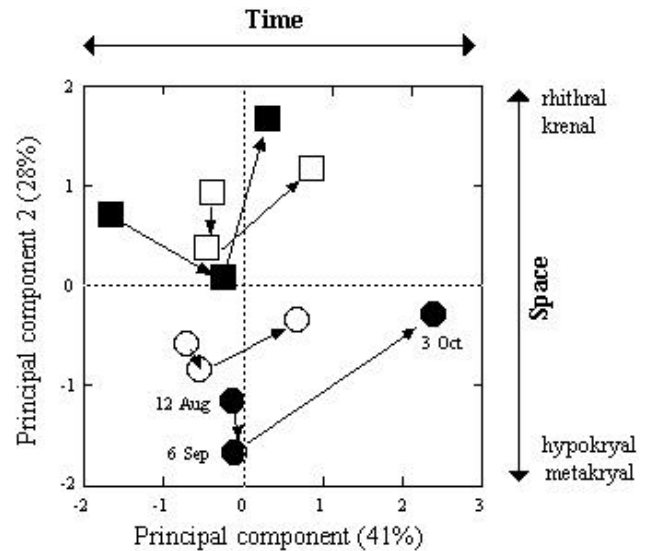 Time
2
1
0
-1
-2
Principal component 2 (28%)
12 Aug
6 Sep
3 Oct
-2
-1
0
1
2
3
Principal component (41%)
rhithral
krenal
Space
hypokryal
metakryal